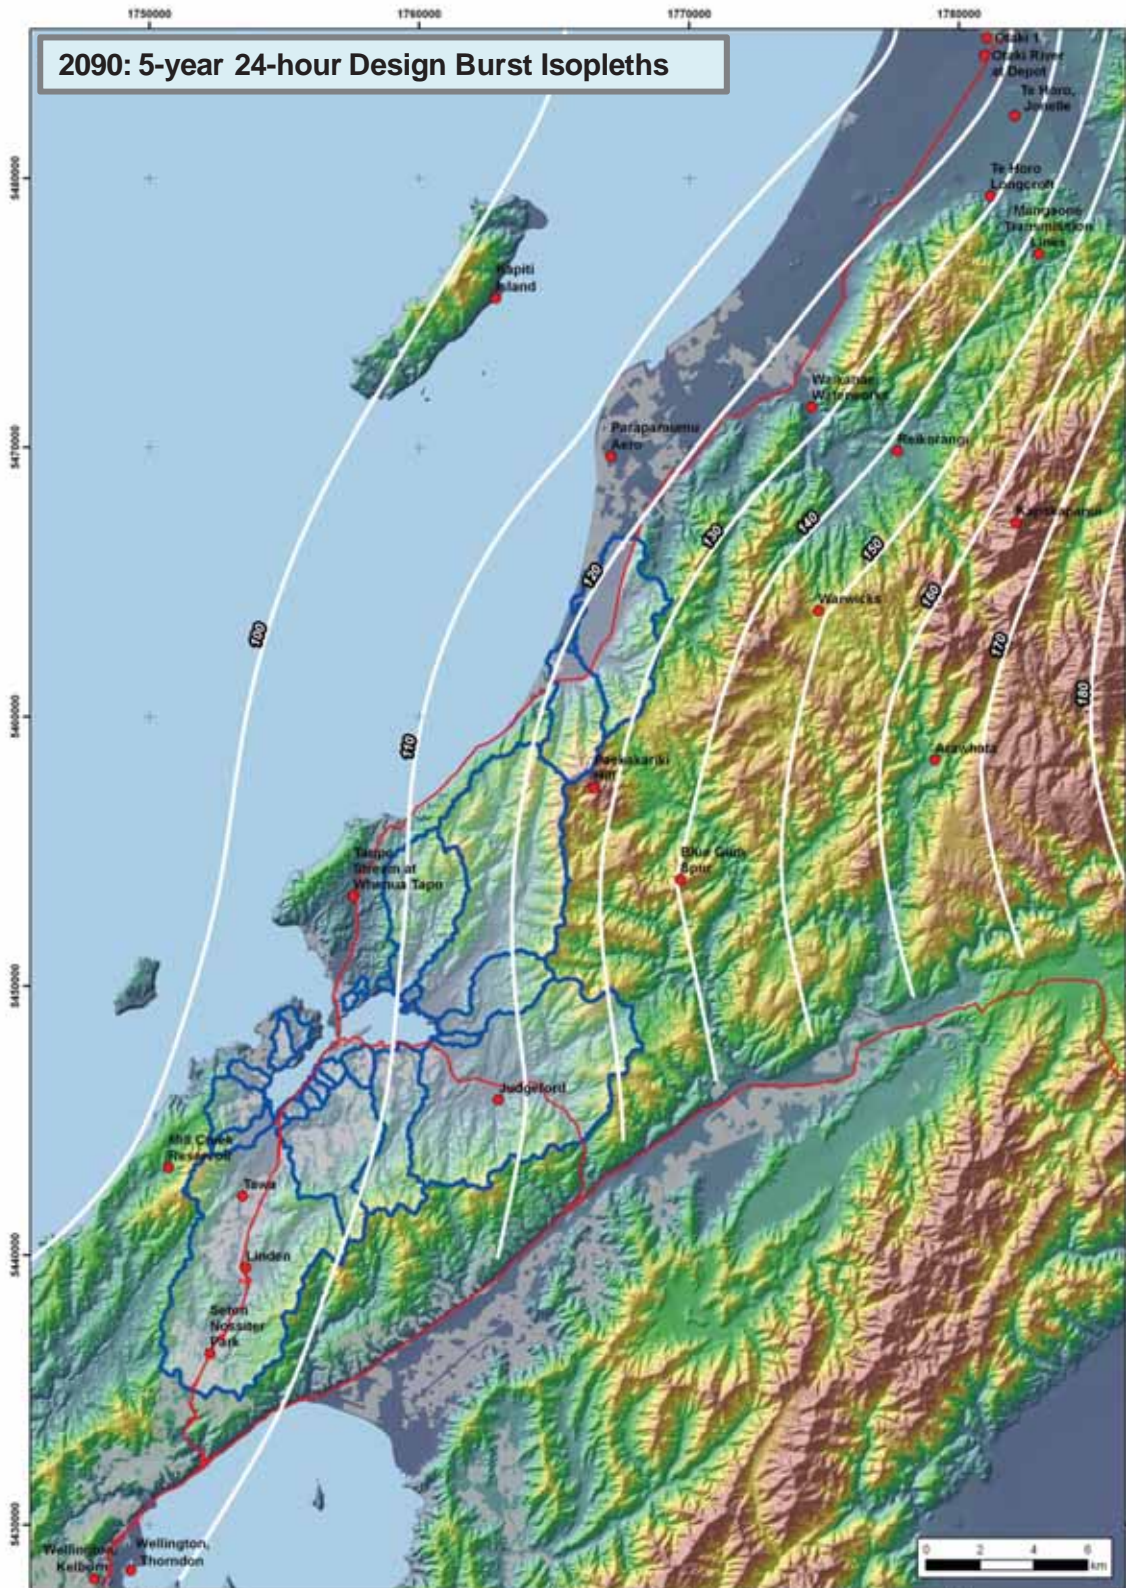 1750000
1760000
1770000
1780000
2090: 5-year 24-hour Design Burst Isopleths
Otaki 1
Otaki River
at Depot
Te Horo,
Te Horo
Longcroft
Mangaone
Transmission
Lines
5480000
Kapiti
Island
Waikanae
Waterworks
5470000
Paraparaumu
Aero
Reikorangi
Kapakapanui
130
140
150
120
Warwicks
160
100
170
180
5460000
110
Arawhata
Paekakariki
Hill
Blue Gum
Spur
Taupo
Stream at
Whenua Tapo
5450000
Judgeford
Mill Creek
Reservoir
Tawa
5440000
Linden
Seton
Nossiter
Park
5430000
Wellington,
Kelburn
Wellington,
Thorndon
0 2 4 6
km